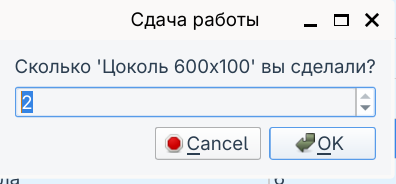 Сдача работы
Сколько 'Цоколь 600x100' вы сделали?
2
Cancel OK